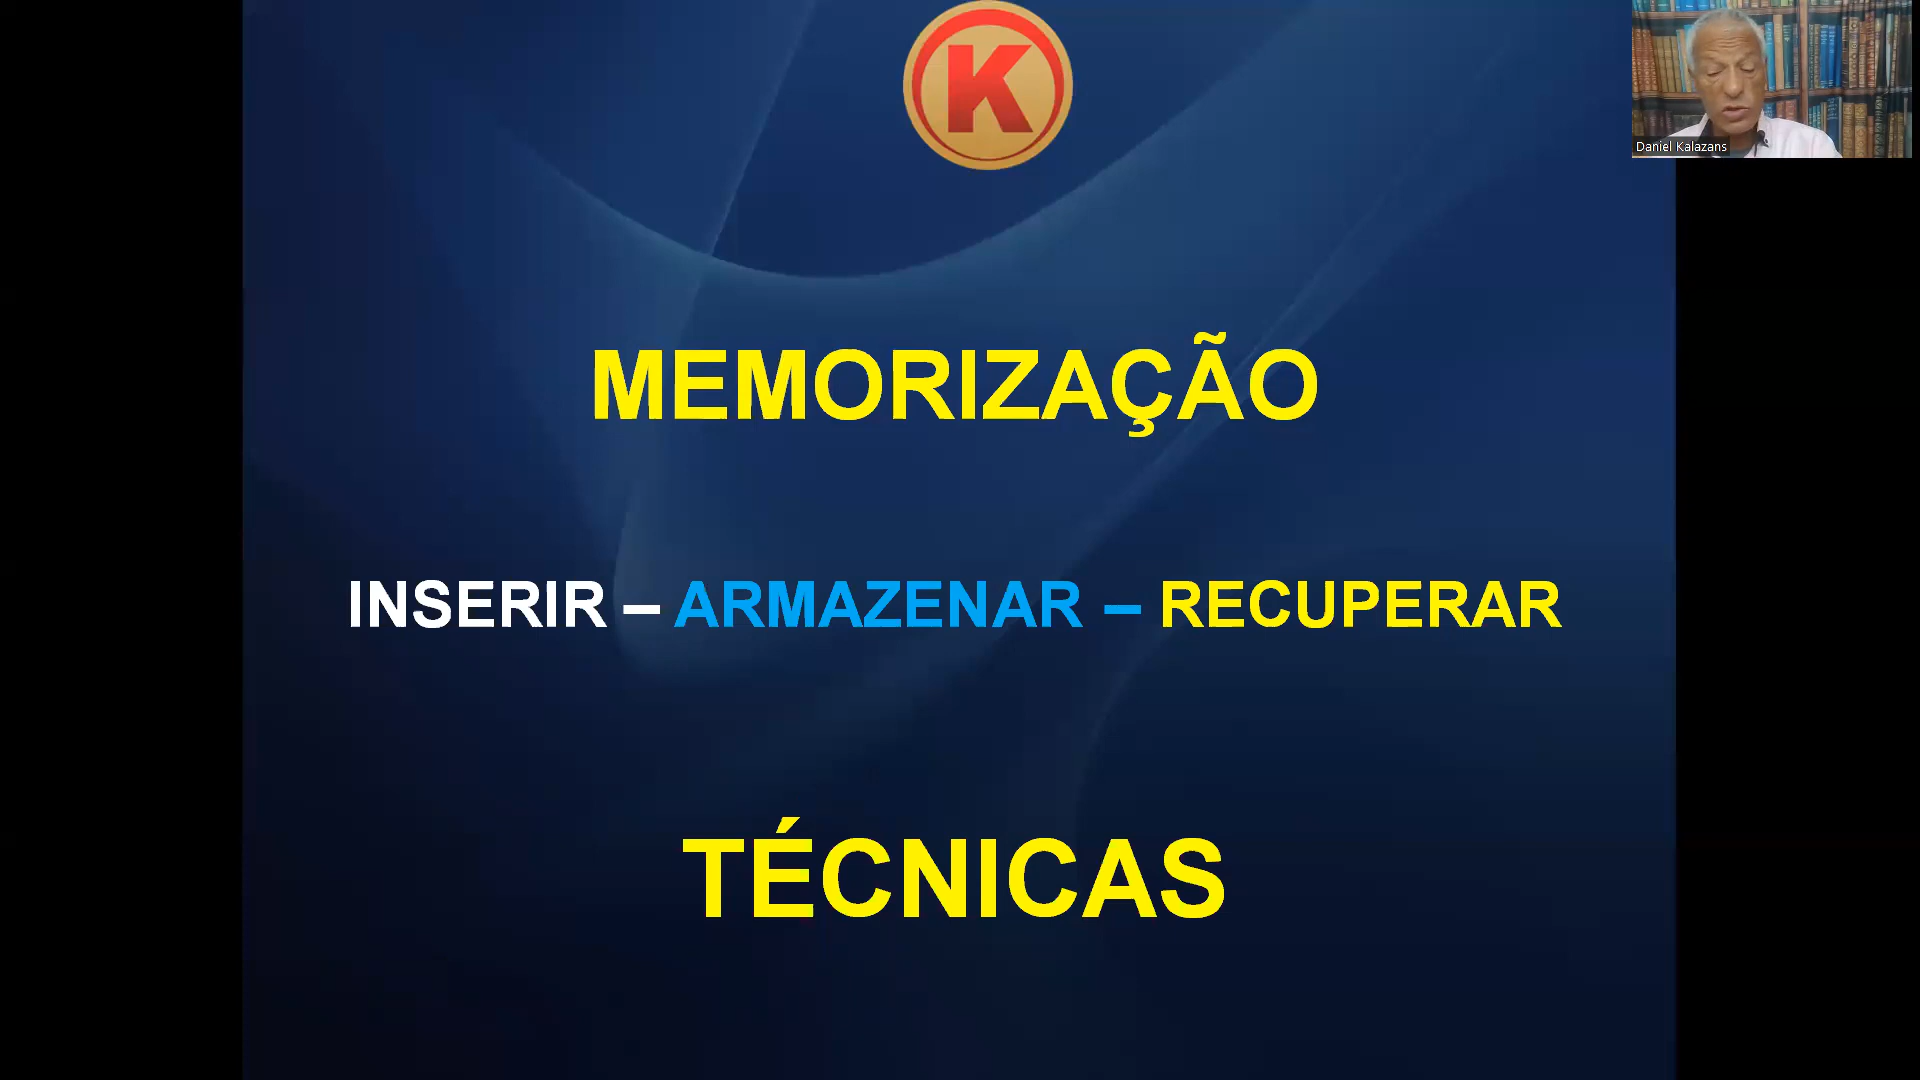 K
Daniel Kalazans
MEMORIZAÇÃO
INSERIR – ARMAZENAR – RECUPERAR
TÉCNICAS